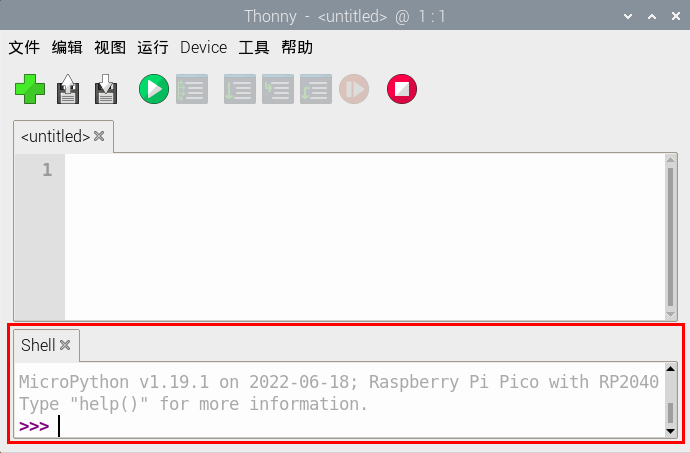 Thonny - <untitled> @ 1 : 1
文件 编辑 视图 运行 Device 工具 帮助
<untitled>
1
Shell
MicroPython v1.19.1 on 2022-06-18; Raspberry Pi Pico with RP2040
Type "help()" for more information.
>>>